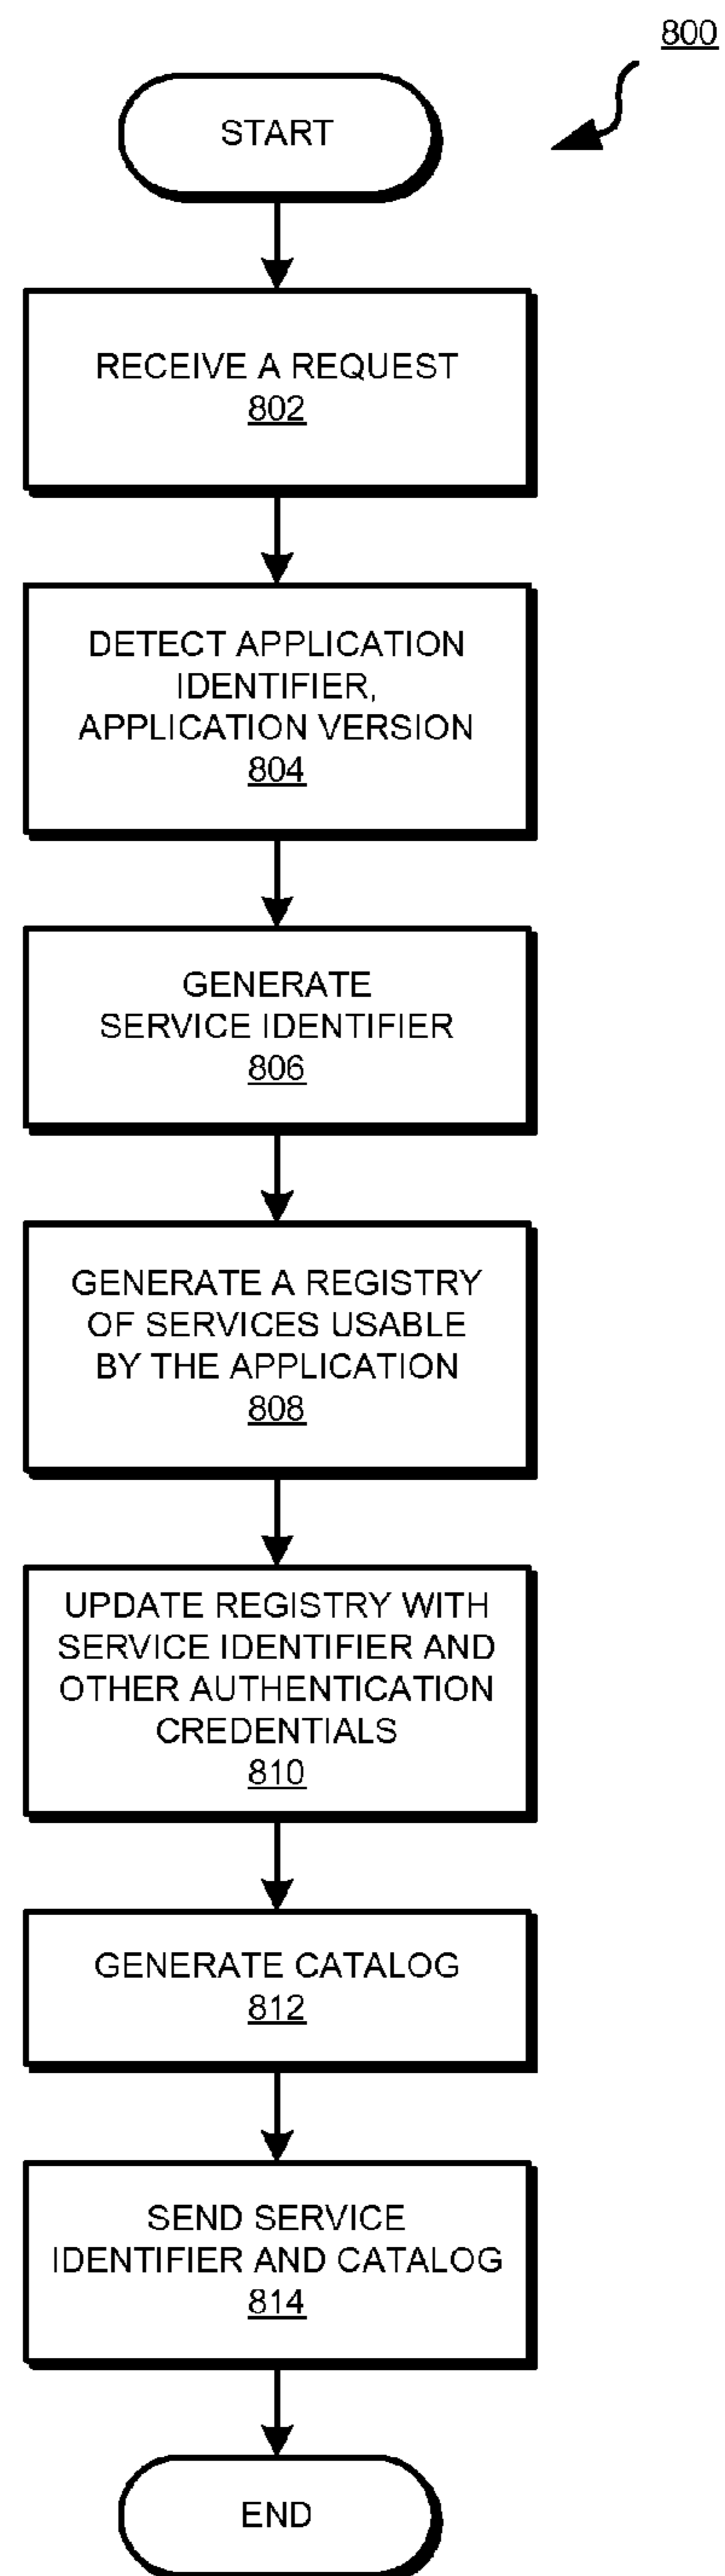 800
START
RECEIVE A REQUEST
802
DETECT APPLICATION
IDENTIFIER,
APPLICATION VERSION
804
GENERATE
SERVICE IDENTIFIER
806
GENERATE A REGISTRY
OF SERVICES USABLE
BY THE APPLICATION
808
UPDATE REGISTRY WITH
SERVICE IDENTIFIER AND
OTHER AUTHENTICATION
CREDENTIALS
810
GENERATE CATALOG
812
SEND SERVICE
IDENTIFIER AND CATALOG
814
END